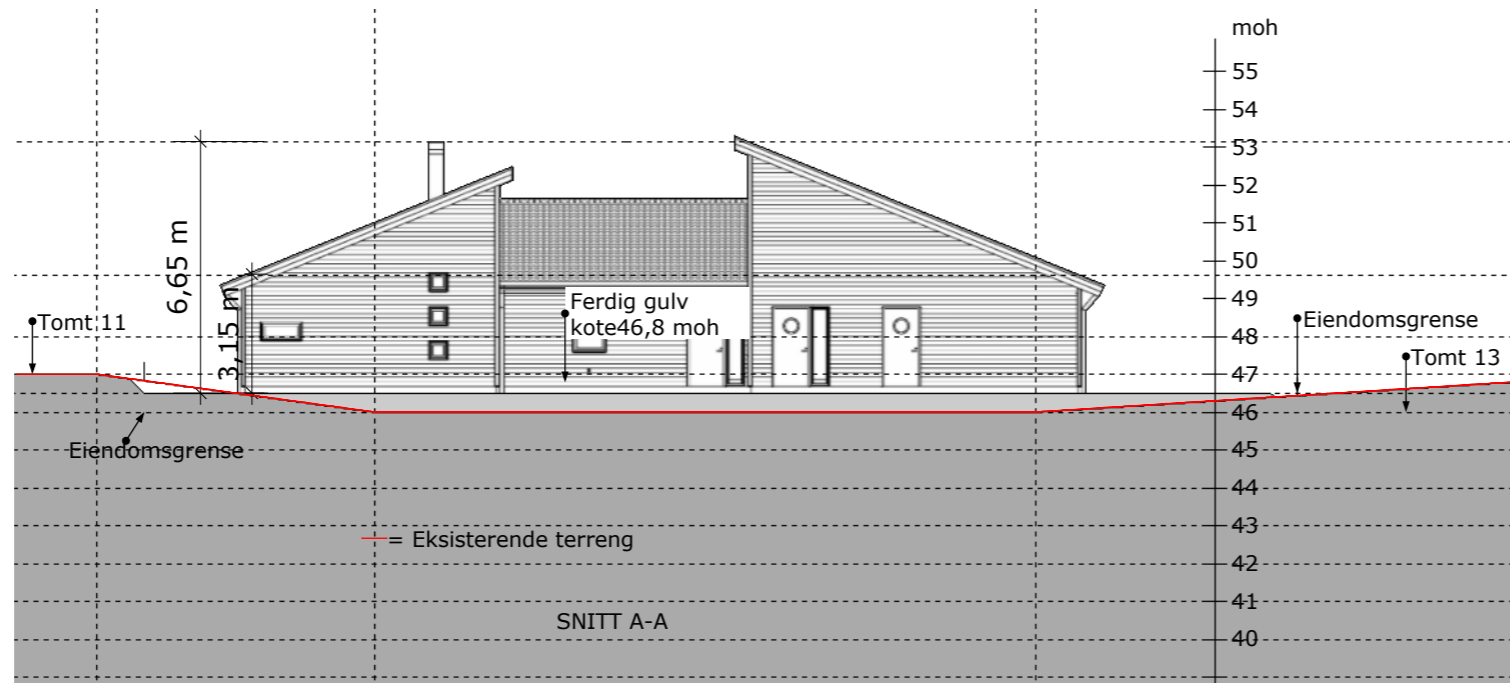 moh
55
54
53
52
51
50
49
48
47
46
45
44
43
42
41
40
6,65 m
3,15 m
Ferdig gulv
kote46,8 moh
Tomt 11
Eiendomsgrense
Tomt 13
Eiendomsgrense
= Eksisterende terreng
SNITT A-A